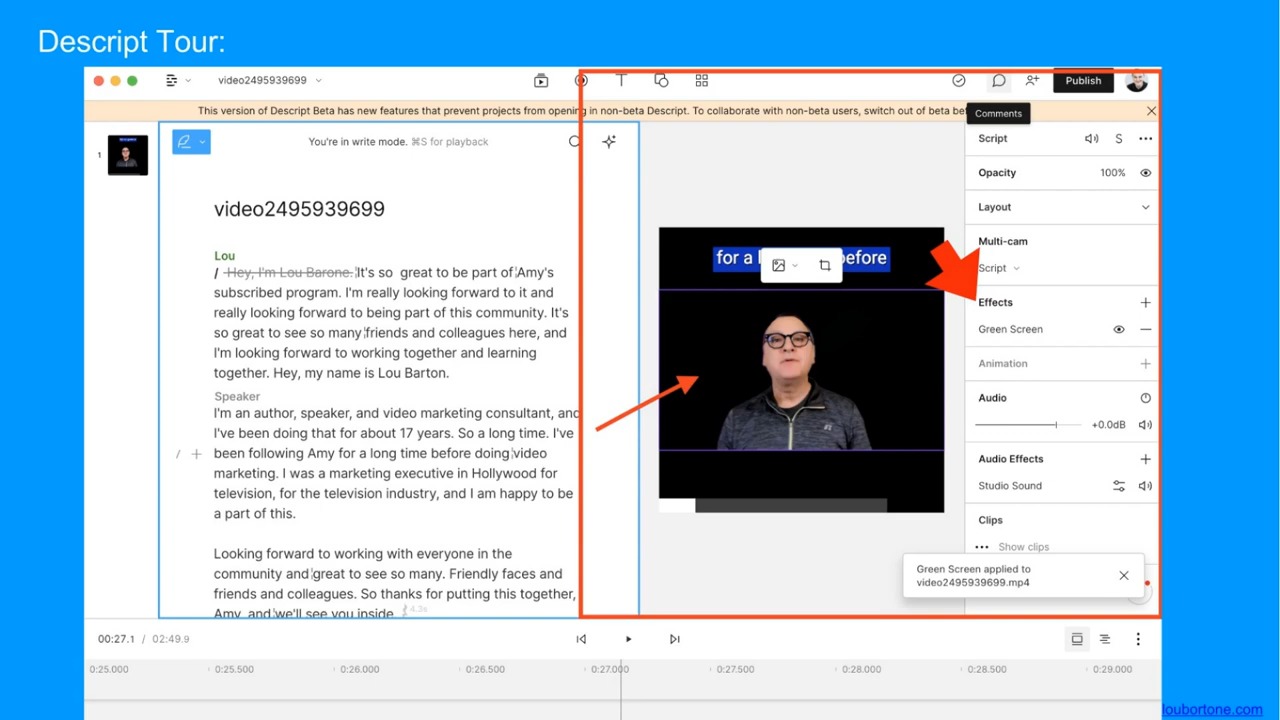 Descript Tour:
video2495939699
T
Publish
This version of Descript Beta has new features that prevent projects from opening in non-beta Descript. To collaborate with non-beta users, switch out of beta be
Comments
1
You're in write mode. ⌘S for playback
video2495939699
Lou
/ Hey, I'm Lou Barone. It's so great to be part of Amy's
subscribed program. I'm really looking forward to it and
really looking forward to being part of this community. It's
so great to see so many friends and colleagues here, and
I'm looking forward to working together and learning
together. Hey, my name is Lou Barton.
Speaker
I'm an author, speaker, and video marketing consultant, and
I've been doing that for about 17 years. So a long time. I've
/ + been following Amy for a long time before doing video
marketing. I was a marketing executive in Hollywood for
television, for the television industry, and I am happy to be
a part of this.
Looking forward to working with everyone in the
community and great to see so many. Friendly faces and
friends and colleagues. So thanks for putting this together,
Amy, and we'll see you inside. 4.3s
for a l before
Script S
Opacity 100%
Layout
Multi-cam
Script
Effects +
Green Screen
Animation +
Audio
+0.0dB
Audio Effects +
Studio Sound
Clips
Show clips
Green Screen applied to
video2495939699.mp4
00:27.1 / 02:49.9
0:25.000 0:25.500 0:26.000 0:26.500 0:27.000 0:27.500 0:28.000 0:28.500 0:29.000
loubortone.com